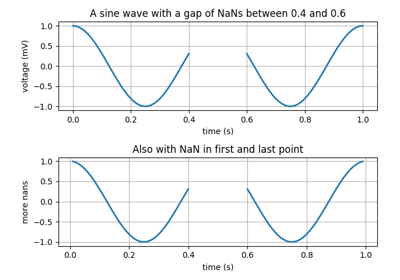 A sine wave with a gap of NaNs between 0.4 and 0.6
1.0
0.5
0.0
−0.5
−1.0
voltage (mV)
0.0 0.2 0.4 0.6 0.8 1.0
time (s)
Also with NaN in first and last point
1.0
0.5
0.0
−0.5
−1.0
more nans
0.0 0.2 0.4 0.6 0.8 1.0
time (s)